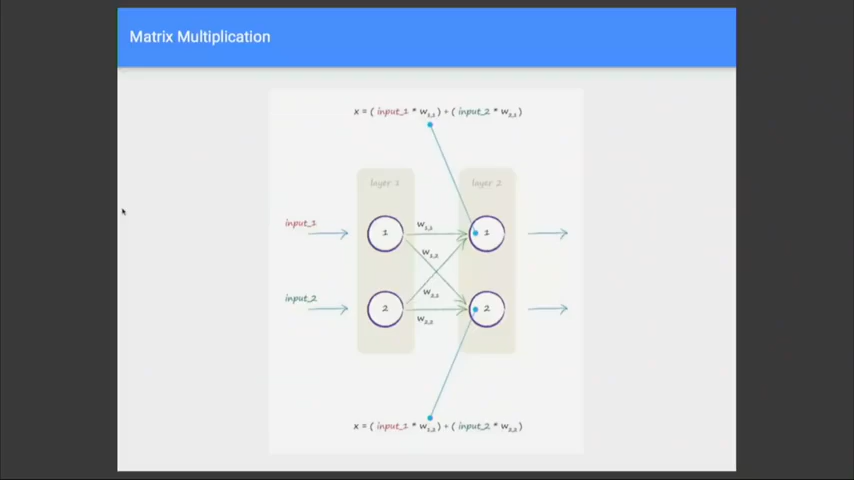 Matrix Multiplication
x = ( input_1 * w1,1 ) + ( input_2 * w2,1 )
layer 1
layer 2
input_1
1
w1,1
1
w1,2
input_2
w2,1
2
w2,2
2
x = ( input_1 * w1,2 ) + ( input_2 * w2,2 )